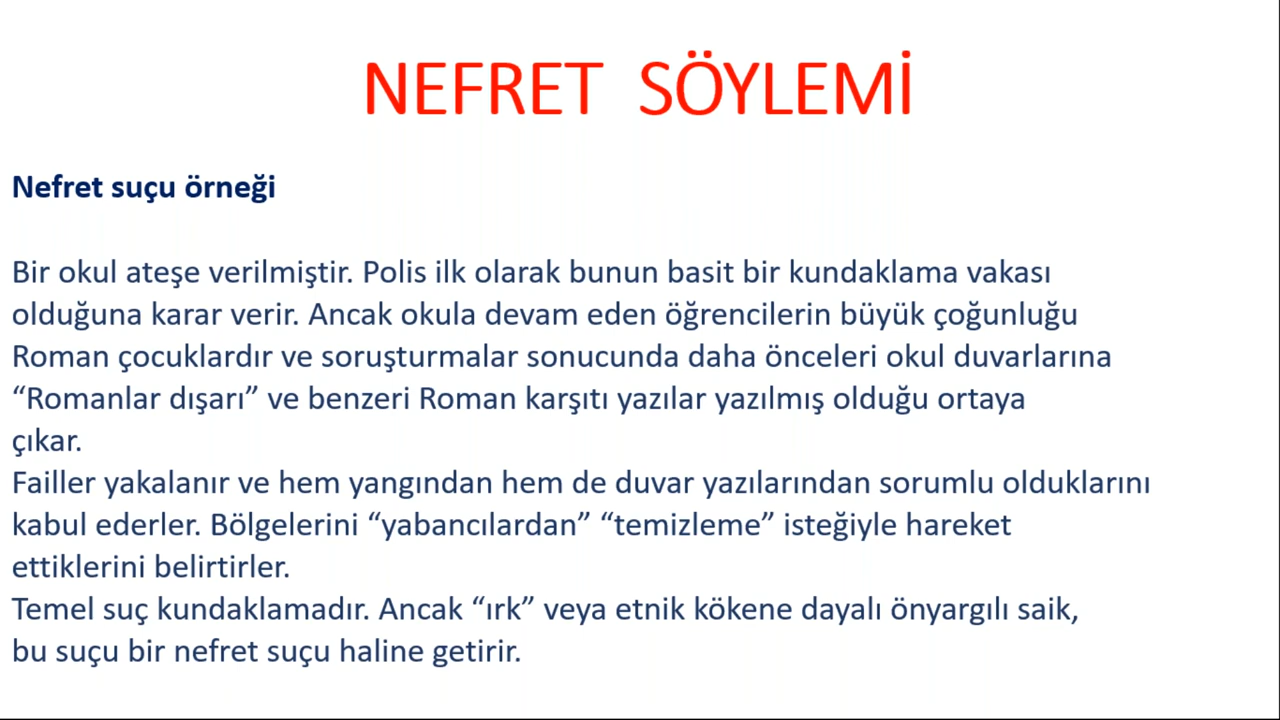 NEFRET SÖYLEMİ
Nefret suçu örneği
Bir okul ateşe verilmiştir. Polis ilk olarak bunun basit bir kundaklama vakası
olduğuna karar verir. Ancak okula devam eden öğrencilerin büyük çoğunluğu
Roman çocuklardır ve soruşturmalar sonucunda daha önceleri okul duvarlarına
“Romanlar dışarı” ve benzeri Roman karşıtı yazılar yazılmış olduğu ortaya
çıkar.
Failler yakalanır ve hem yangından hem de duvar yazılarından sorumlu olduklarını
kabul ederler. Bölgelerini “yabancılardan” “temizleme” isteğiyle hareket
ettiklerini belirtirler.
Temel suç kundaklamadır. Ancak “ırk” veya etnik kökene dayalı önyargılı saik,
bu suçu bir nefret suçu haline getirir.